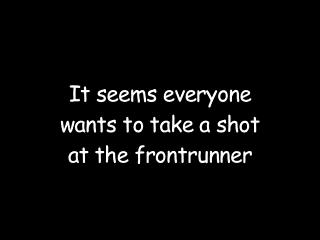 It seems everyone
wants to take a shot
at the frontrunner